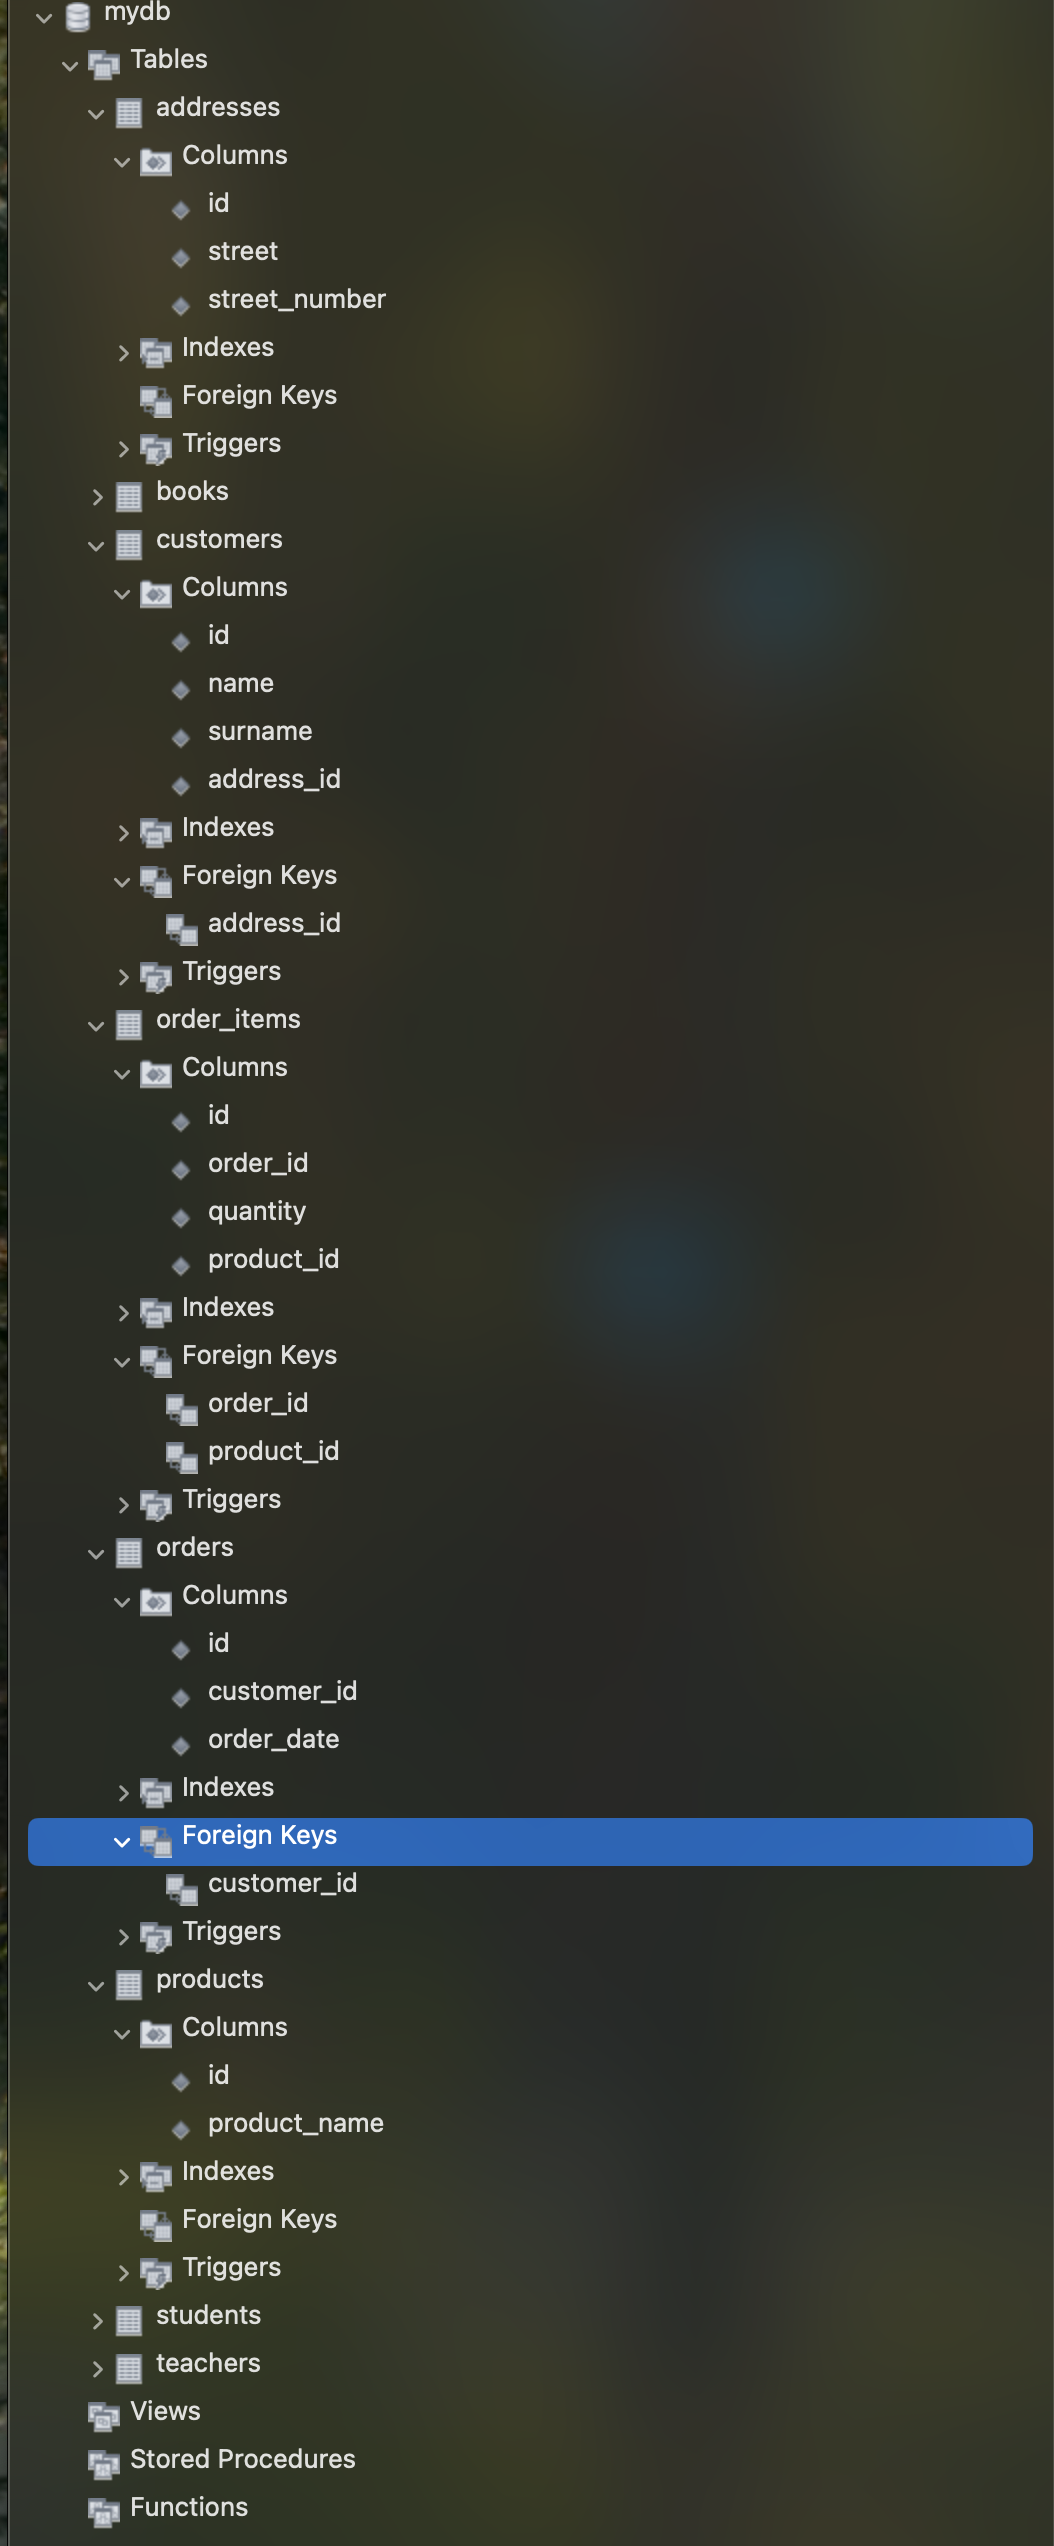 mydb
Tables
addresses
Columns
id
street
street_number
Indexes
Foreign Keys
Triggers
books
customers
Columns
id
name
surname
address_id
Indexes
Foreign Keys
address_id
Triggers
order_items
Columns
id
order_id
quantity
product_id
Indexes
Foreign Keys
order_id
product_id
Triggers
orders
Columns
id
customer_id
order_date
Indexes
Foreign Keys
customer_id
Triggers
products
Columns
id
product_name
Indexes
Foreign Keys
Triggers
students
teachers
Views
Stored Procedures
Functions